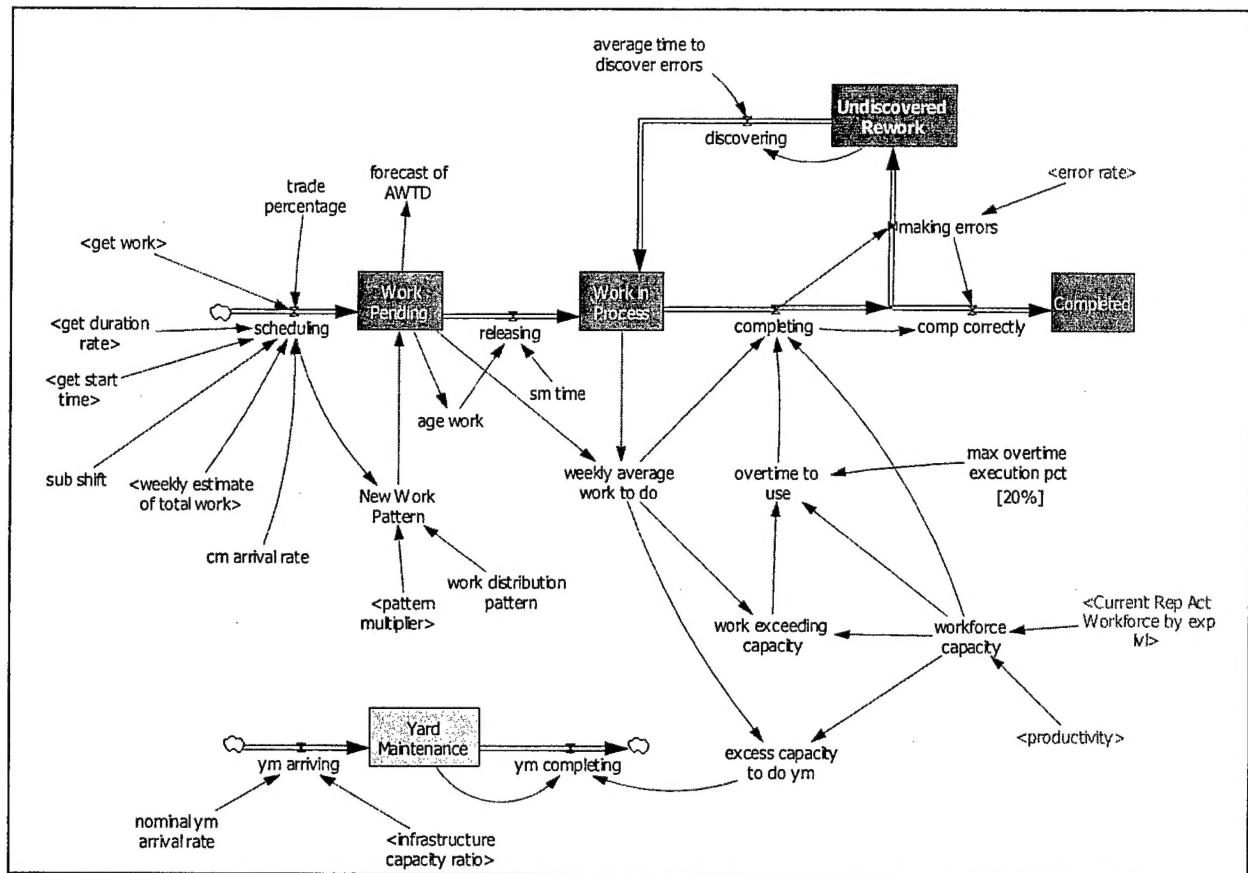 average time to
discover errors
Undiscovered
Rework
discovering
<error rate>
making errors
forecast of
AWTD
trade
percentage
<get work>
Work
Pending
Work in
Process
Completed
scheduling
releasing
completing
comp correctly
<get duration
rate>
<get start
time>
sm time
age work
sub shift
<weekly estimate
of total work>
cm arrival rate
New Work
Pattern
weekly average
work to do
overtime to
use
max overtime
execution pct
[20%]
<pattern
multiplier>
work distribution
pattern
work exceeding
capacity
workforce
capacity
<Current Rep Act
Workforce by exp
lvl>
<productivity>
Yard
Maintenance
ym arriving
ym completing
excess capacity
to do ym
nominal ym
arrival rate
<infrastructure
capacity ratio>